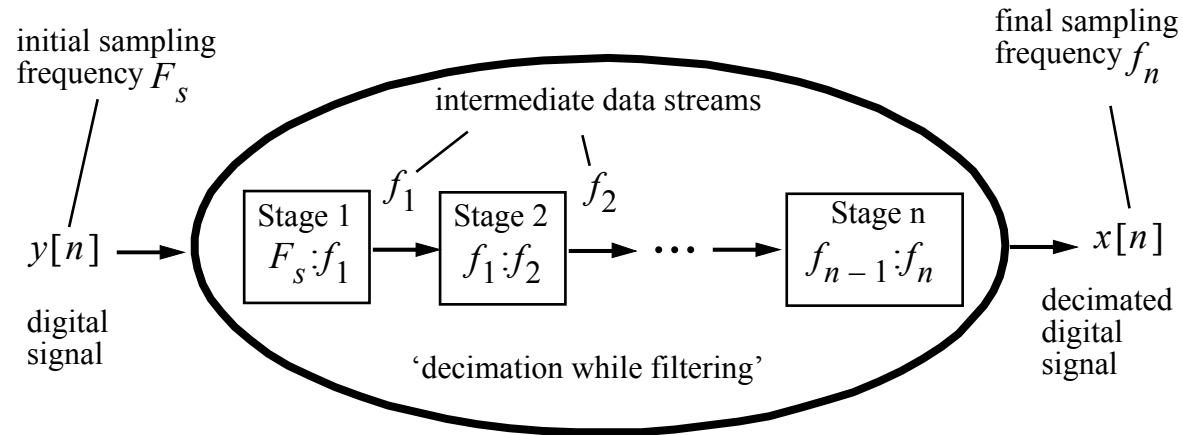 initial sampling
frequency F_s
final sampling
frequency f_n
intermediate data streams
f_1
f_2
Stage 1
F_s:f_1
Stage 2
f_1:f_2
...
Stage n
f_{n – 1}:f_n
y[n]
x[n]
digital
signal
decimated
digital
signal
‘decimation while filtering’